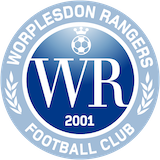 WORPLESDON RANGERS
WR
2001
FOOTBALL CLUB